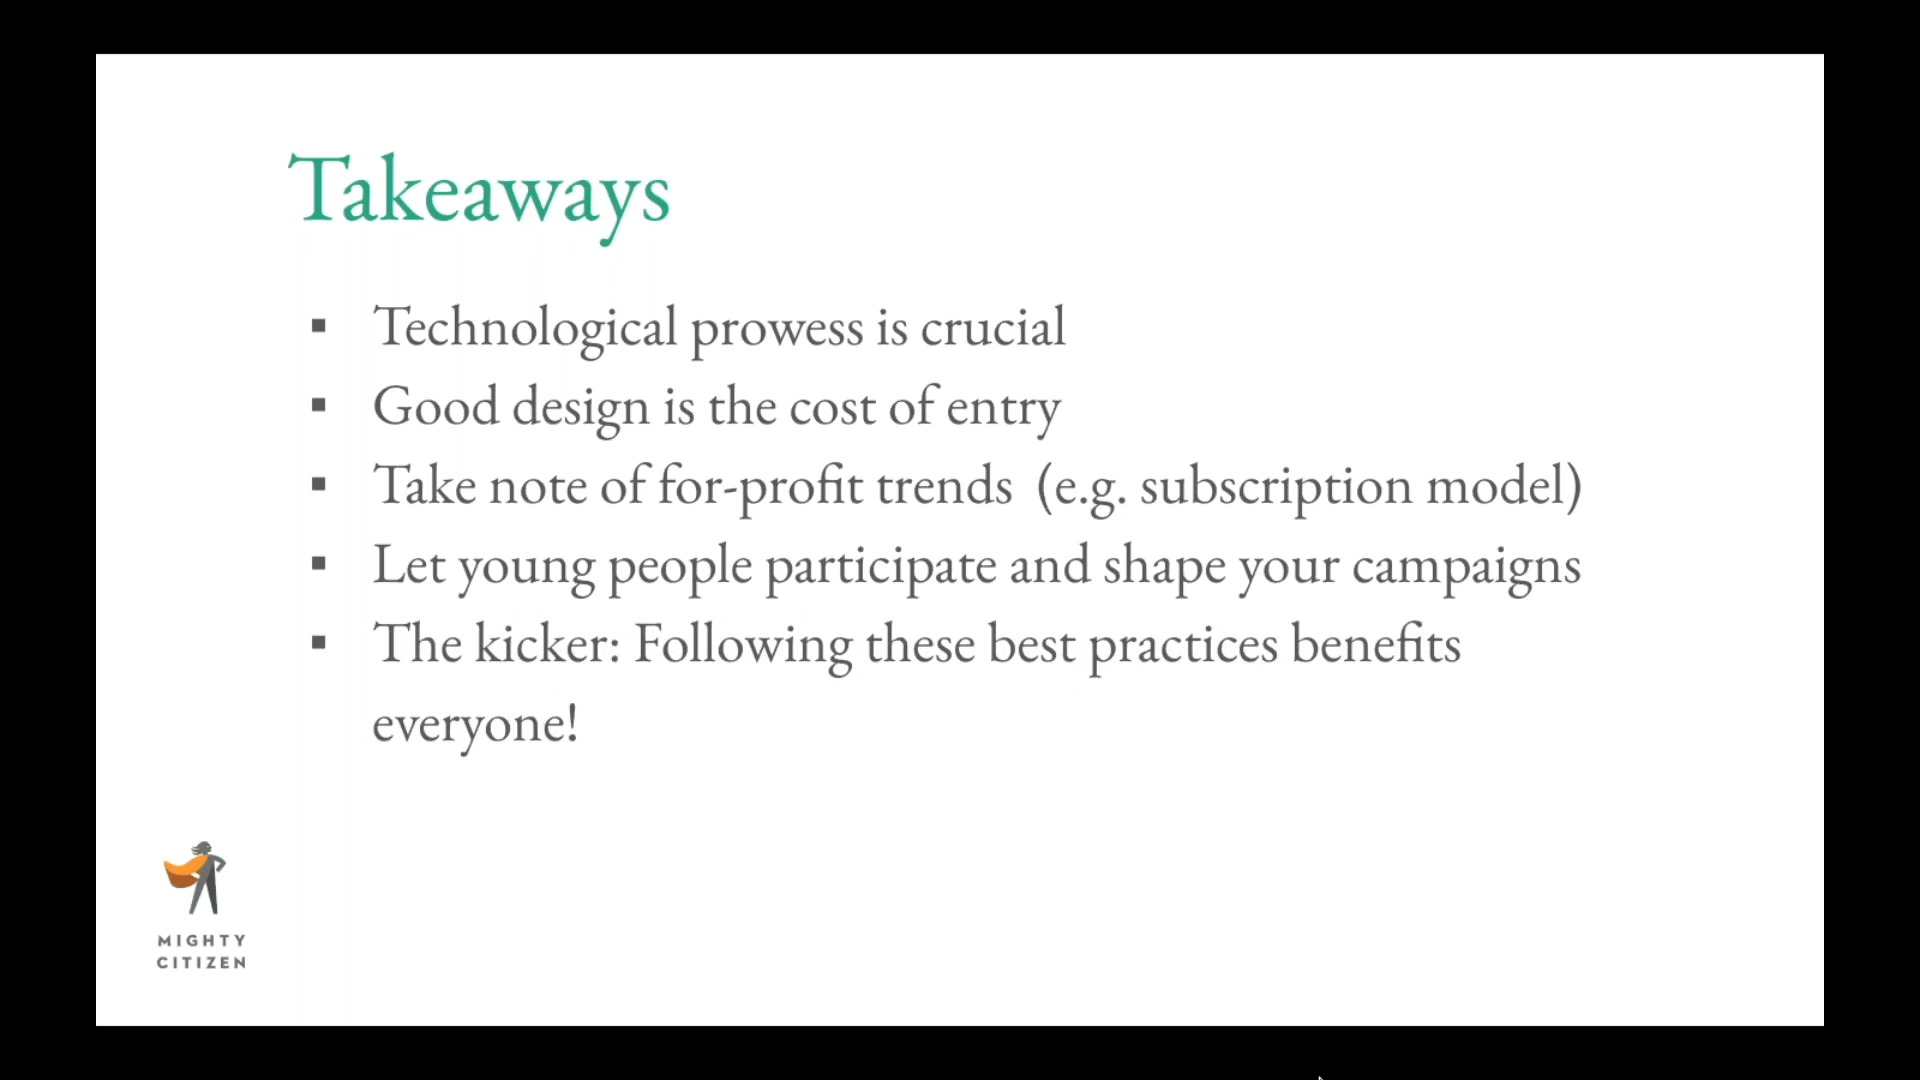 Takeaways
▪ Technological prowess is crucial
▪ Good design is the cost of entry
▪ Take note of for-profit trends  (e.g. subscription model)
▪ Let young people participate and shape your campaigns
▪ The kicker: Following these best practices benefits
everyone!
MIGHTY
CITIZEN